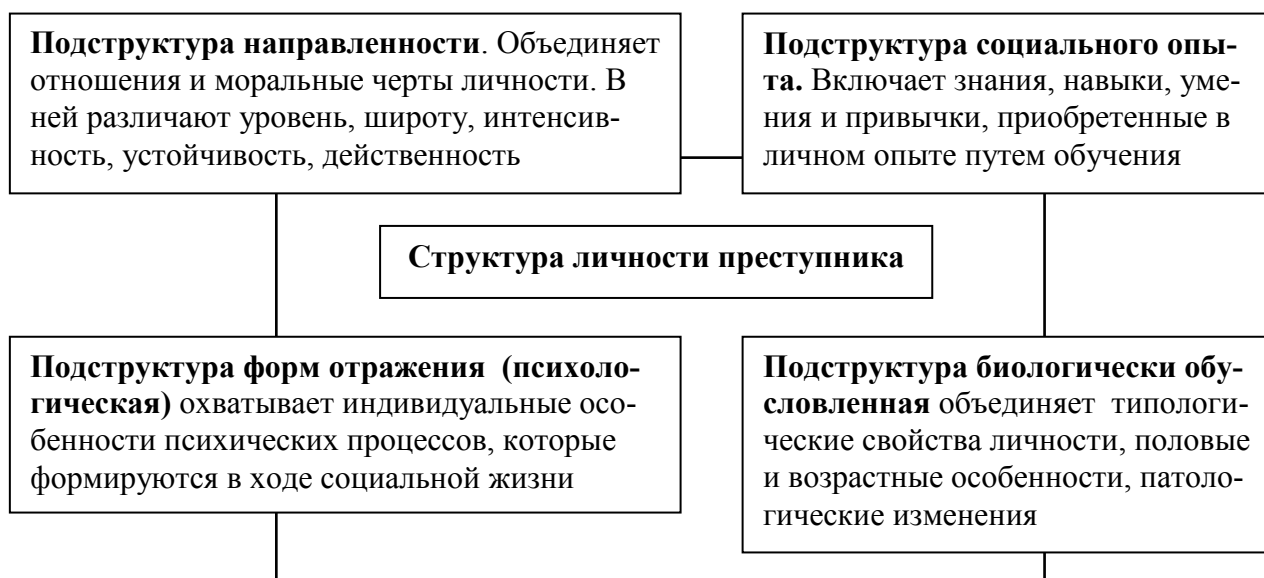 Подструктура направленности. Объединяет
отношения и моральные черты личности. В
ней различают уровень, широту, интенсив-
ность, устойчивость, действенность
Подструктура социального опы-
та. Включает знания, навыки, уме-
ния и привычки, приобретенные в
личном опыте путем обучения
Структура личности преступника
Подструктура форм отражения (психоло-
гическая) охватывает индивидуальные осо-
бенности психических процессов, которые
формируются в ходе социальной жизни
Подструктура биологически обу-
словленная объединяет типологи-
ческие свойства личности, половые
и возрастные особенности, патоло-
гические изменения